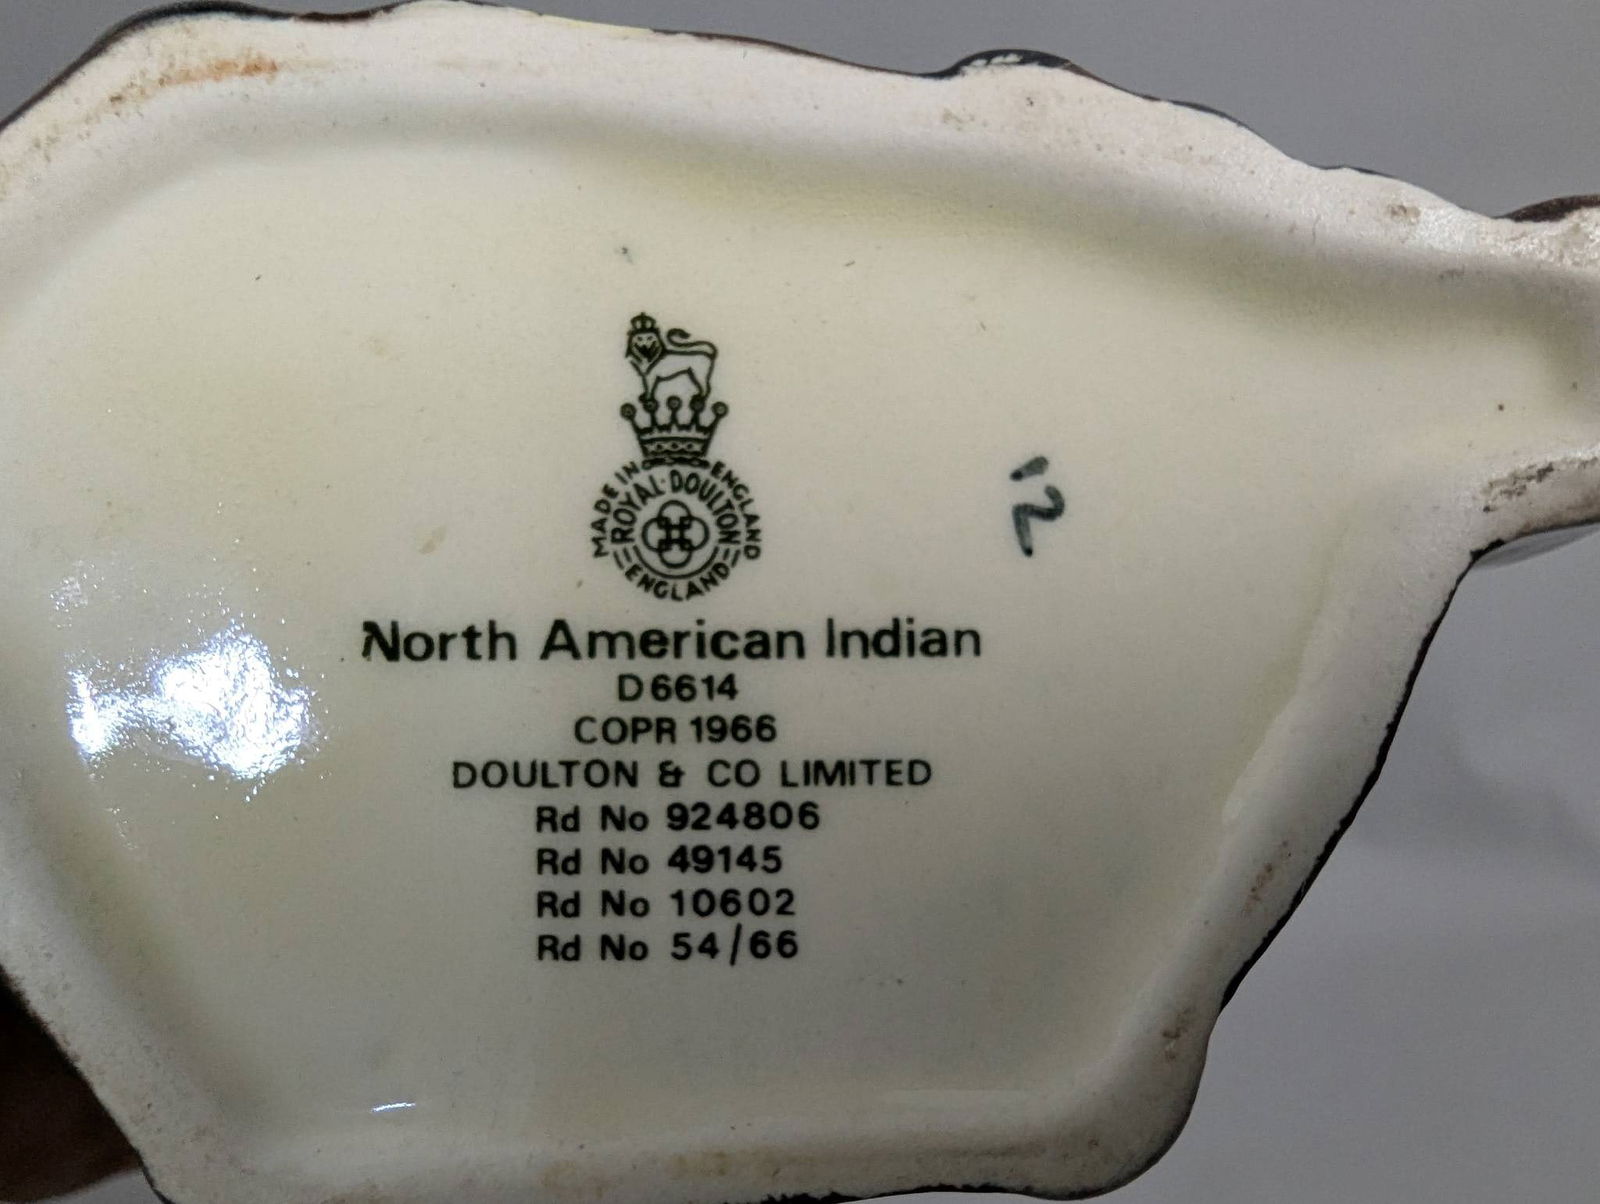 MADE IN ENGLAND
ROYAL·DOULTON
ENGLAND
12
North American Indian
D6614
COPR 1966
DOULTON & CO LIMITED
Rd No 924806
Rd No 49145
Rd No 10602
Rd No 54/66